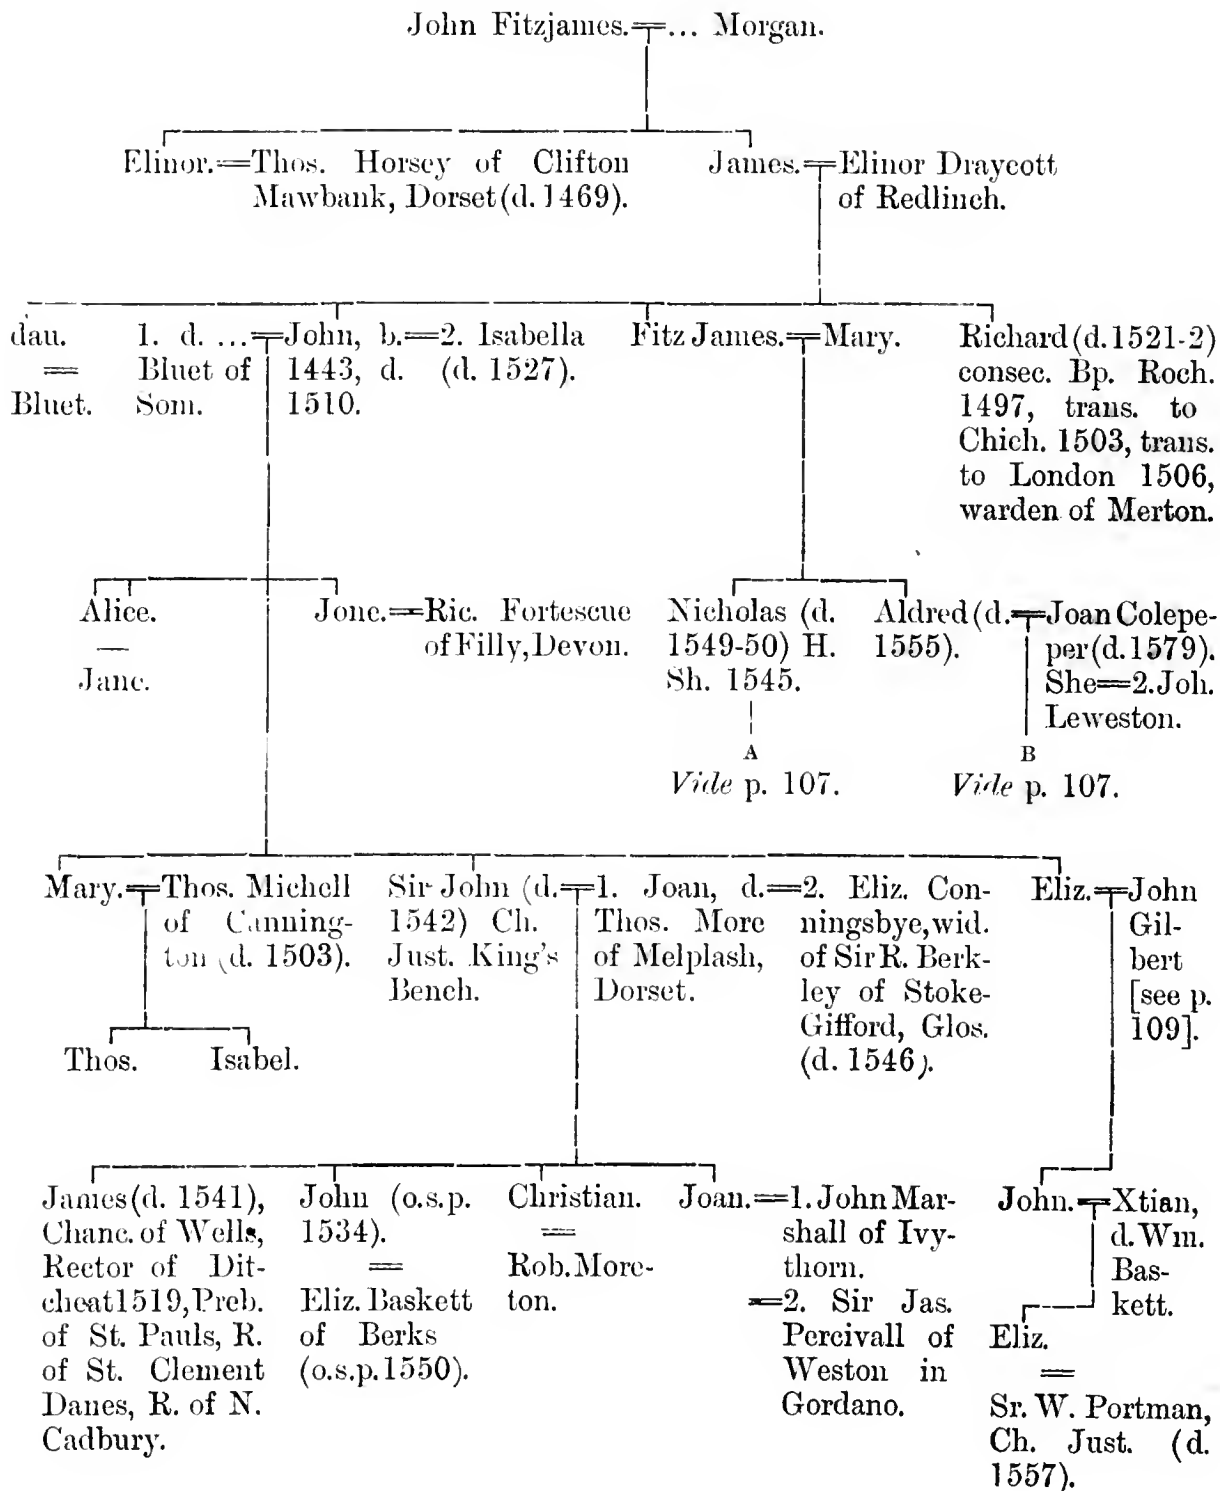 John Fitzjames.=... Morgan.
Elinor.=Thos. Horsey of Clifton
Mawbank, Dorset (d. 1469).
James.=Elinor Draycott
of Redlinch.
dau.
=
Bluet.
1. d. ...=John, b.=2. Isabella
Bluet of 1443, d. (d. 1527).
Som. 1510.
Fitz James.=Mary.
Richard (d. 1521-2)
consec. Bp. Roch.
1497, trans. to
Chich. 1503, trans.
to London 1506,
warden of Merton.
Alice.
—
Jane.
Jone.=Ric. Fortescue
of Filly, Devon.
Nicholas (d.
1549-50) H.
Sh. 1545.
A
Vide p. 107.
Aldred (d.=Joan Colepe-
1555). per (d. 1579).
She=2. Joh.
Leweston.
B
Vide p. 107.
Mary.=Thos. Michell
of Canning-
ton (d. 1503).
Sir John (d.=1. Joan, d.=2. Eliz. Con-
1542) Ch. Thos. More ningsbye, wid.
Just. King's of Melplash, of Sir R. Berk-
Bench. Dorset. ley of Stoke-
Gifford, Glos.
(d. 1546).
Eliz.=John
Gil-
bert
[see p.
109].
Thos. Isabel.
James (d. 1541),
Chanc. of Wells,
Rector of Dit-
cheat 1519, Preb.
of St. Pauls, R.
of St. Clement
Danes, R. of N.
Cadbury.
John (o.s.p.
1534).
=
Eliz. Baskett
of Berks
(o.s.p. 1550).
Christian.
=
Rob. More-
ton.
Joan.=1. John Mar-
shall of Ivy-
thorn.
=2. Sir Jas.
Percivall of
Weston in
Gordano.
John.=Xtian,
d. Wm.
Bas-
kett.
Eliz.
=
Sr. W. Portman,
Ch. Just. (d.
1557).